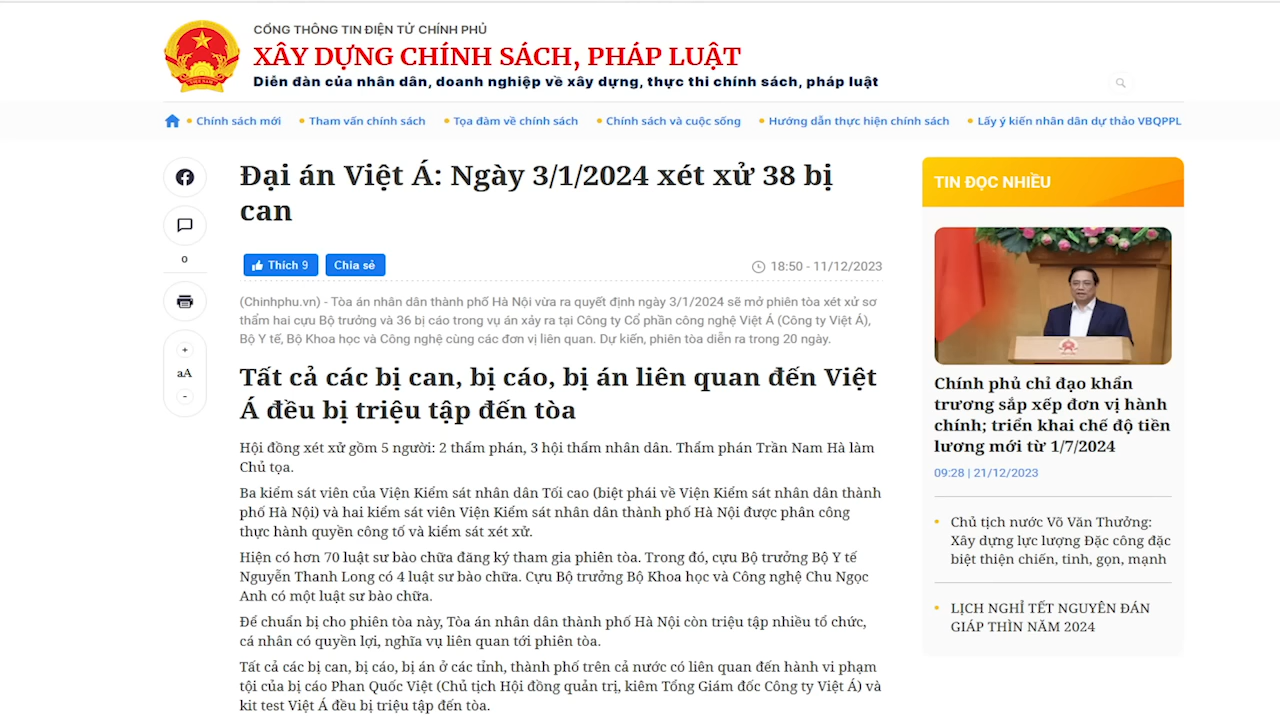 CỔNG THÔNG TIN ĐIỆN TỬ CHÍNH PHỦ
XÂY DỰNG CHÍNH SÁCH, PHÁP LUẬT
Diễn đàn của nhân dân, doanh nghiệp về xây dựng, thực thi chính sách, pháp luật
Chính sách mới
Tham vấn chính sách
Tọa đàm về chính sách
Chính sách và cuộc sống
Hướng dẫn thực hiện chính sách
Lấy ý kiến nhân dân dự thảo VBQPPL
0
+
aA
-
Đại án Việt Á: Ngày 3/1/2024 xét xử 38 bị
can
Thích 9
Chia sẻ
18:50 - 11/12/2023
(Chinhphu.vn) - Tòa án nhân dân thành phố Hà Nội vừa ra quyết định ngày 3/1/2024 sẽ mở phiên tòa xét xử sơ
thẩm hai cựu Bộ trưởng và 36 bị cáo trong vụ án xảy ra tại Công ty Cổ phần công nghệ Việt Á (Công ty Việt Á),
Bộ Y tế, Bộ Khoa học và Công nghệ cùng các đơn vị liên quan. Dự kiến, phiên tòa diễn ra trong 20 ngày.
Tất cả các bị can, bị cáo, bị án liên quan đến Việt
Á đều bị triệu tập đến tòa
Hội đồng xét xử gồm 5 người: 2 thẩm phán, 3 hội thẩm nhân dân. Thẩm phán Trần Nam Hà làm
Chủ tọa.
Ba kiểm sát viên của Viện Kiểm sát nhân dân Tối cao (biệt phái về Viện Kiểm sát nhân dân thành
phố Hà Nội) và hai kiểm sát viên Viện Kiểm sát nhân dân thành phố Hà Nội được phân công
thực hành quyền công tố và kiểm sát xét xử.
Hiện có hơn 70 luật sư bào chữa đăng ký tham gia phiên tòa. Trong đó, cựu Bộ trưởng Bộ Y tế
Nguyễn Thanh Long có 4 luật sư bào chữa. Cựu Bộ trưởng Bộ Khoa học và Công nghệ Chu Ngọc
Anh có một luật sư bào chữa.
Để chuẩn bị cho phiên tòa này, Tòa án nhân dân thành phố Hà Nội còn triệu tập nhiều tổ chức,
cá nhân có quyền lợi, nghĩa vụ liên quan tới phiên tòa.
Tất cả các bị can, bị cáo, bị án ở các tỉnh, thành phố trên cả nước có liên quan đến hành vi phạm
tội của bị cáo Phan Quốc Việt (Chủ tịch Hội đồng quản trị, kiêm Tổng Giám đốc Công ty Việt Á) và
kit test Việt Á đều bị triệu tập đến tòa.
TIN ĐỌC NHIỀU
Chính phủ chỉ đạo khẩn
trương sắp xếp đơn vị hành
chính; triển khai chế độ tiền
lương mới từ 1/7/2024
09:28 | 21/12/2023
Chủ tịch nước Võ Văn Thưởng:
Xây dựng lực lượng Đặc công đặc
biệt thiện chiến, tinh, gọn, mạnh
LỊCH NGHỈ TẾT NGUYÊN ĐÁN
GIÁP THÌN NĂM 2024